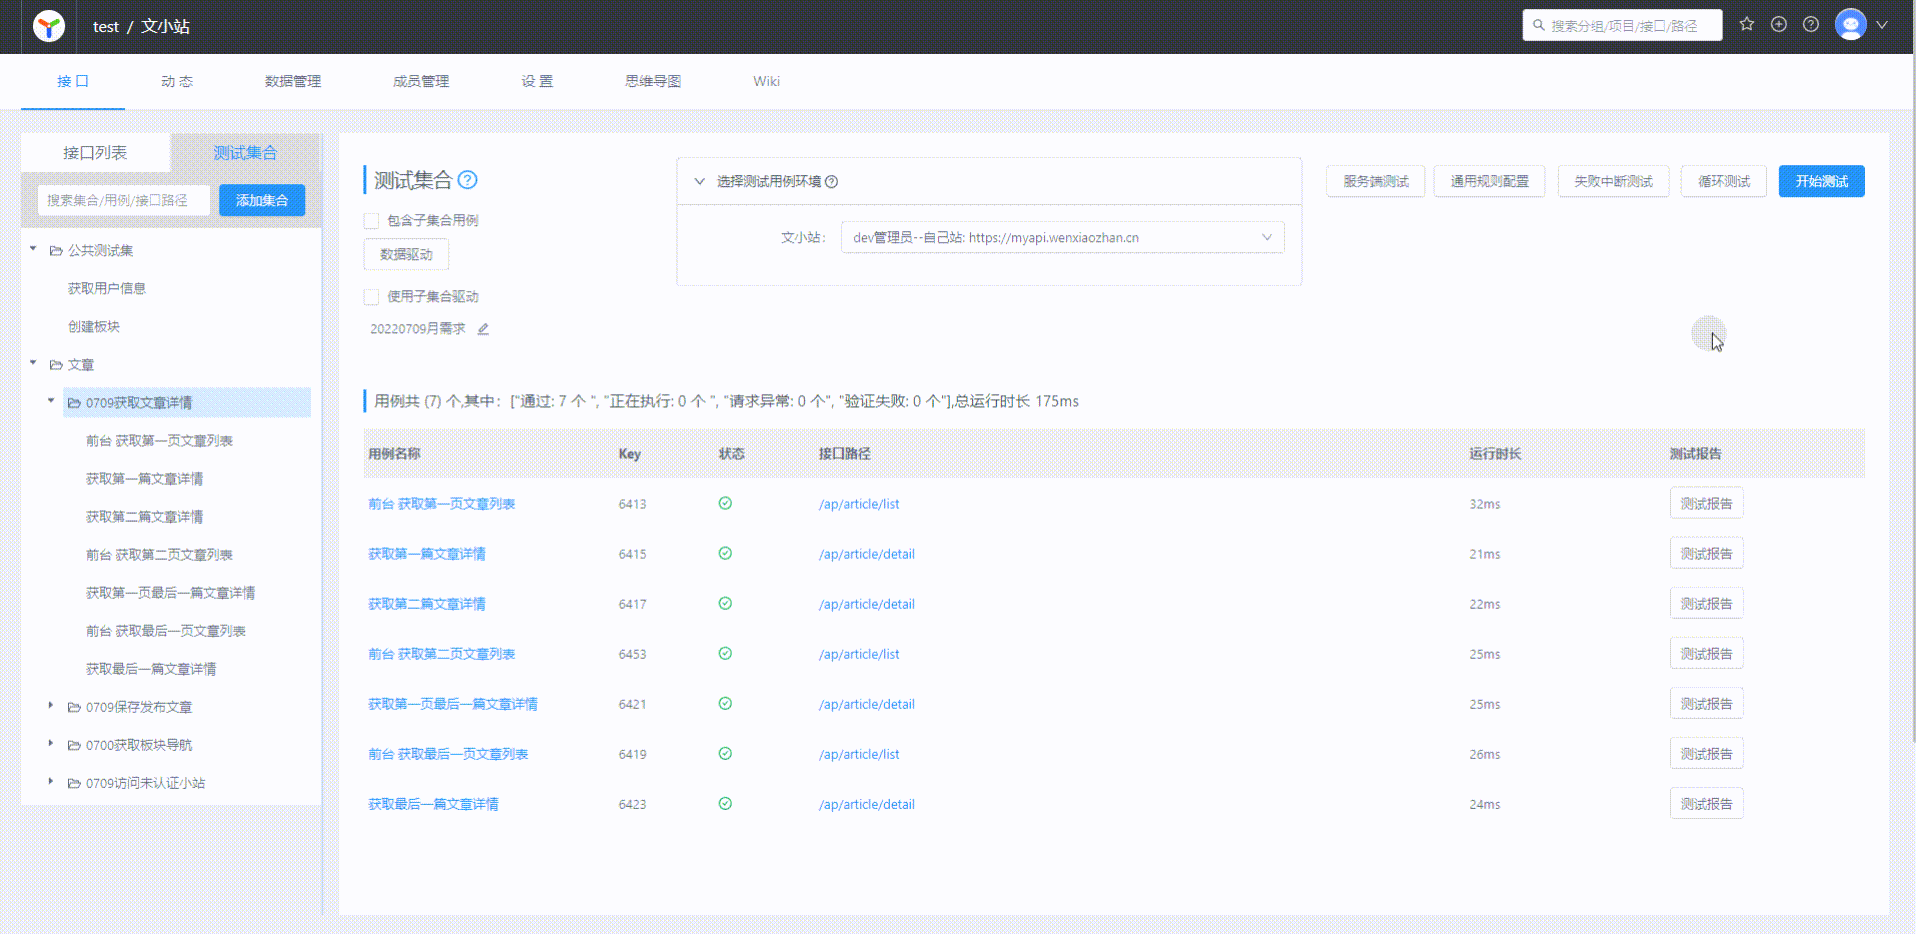 test / 文小站
搜索分组/项目/接口/路径
接 口
动 态
数据管理
成员管理
设 置
思维导图
Wiki
接口列表
测试集合
搜索集合/用例/接口路径
添加集合
公共测试集
获取用户信息
创建板块
文章
0709获取文章详情
前台 获取第一页文章列表
获取第一篇文章详情
获取第二篇文章详情
前台 获取第二页文章列表
获取第一页最后一篇文章详情
前台 获取最后一页文章列表
获取最后一篇文章详情
0709保存发布文章
0700获取板块导航
0709访问未认证小站
测试集合
包含子集合用例
数据驱动
使用子集合驱动
20220709月需求
选择测试用例环境
文小站:
dev管理员--自己站: https://myapi.wenxiaozhan.cn
服务端测试
通用规则配置
失败中断测试
循环测试
开始测试
用例共 (7) 个,其中: ["通过: 7 个 ", "正在执行: 0 个 ", "请求异常: 0 个", "验证失败: 0 个"],总运行时长 175ms
用例名称 Key 状态 接口路径 运行时长 测试报告
前台 获取第一页文章列表 6413 /ap/article/list 32ms 测试报告
获取第一篇文章详情 6415 /ap/article/detail 21ms 测试报告
获取第二篇文章详情 6417 /ap/article/detail 22ms 测试报告
前台 获取第二页文章列表 6453 /ap/article/list 25ms 测试报告
获取第一页最后一篇文章详情 6421 /ap/article/detail 25ms 测试报告
前台 获取最后一页文章列表 6419 /ap/article/list 26ms 测试报告
获取最后一篇文章详情 6423 /ap/article/detail 24ms 测试报告